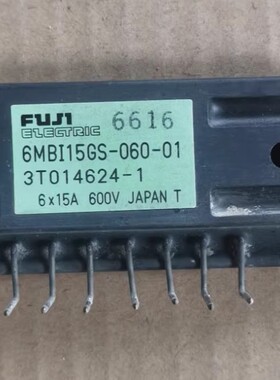 FUJI ELECTRIC 6616
6MBI15GS-060-01
3T014624-1
6x15A 600V JAPAN T